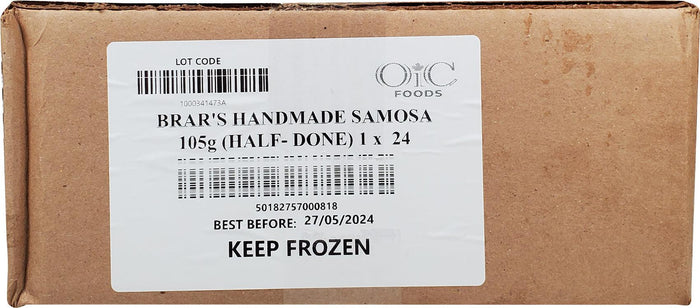 LOT CODE
1000341473A
OiC
FOODS
BRAR'S HANDMADE SAMOSA
105g (HALF- DONE) 1 x 24
50182757000818
BEST BEFORE: 27/05/2024
KEEP FROZEN